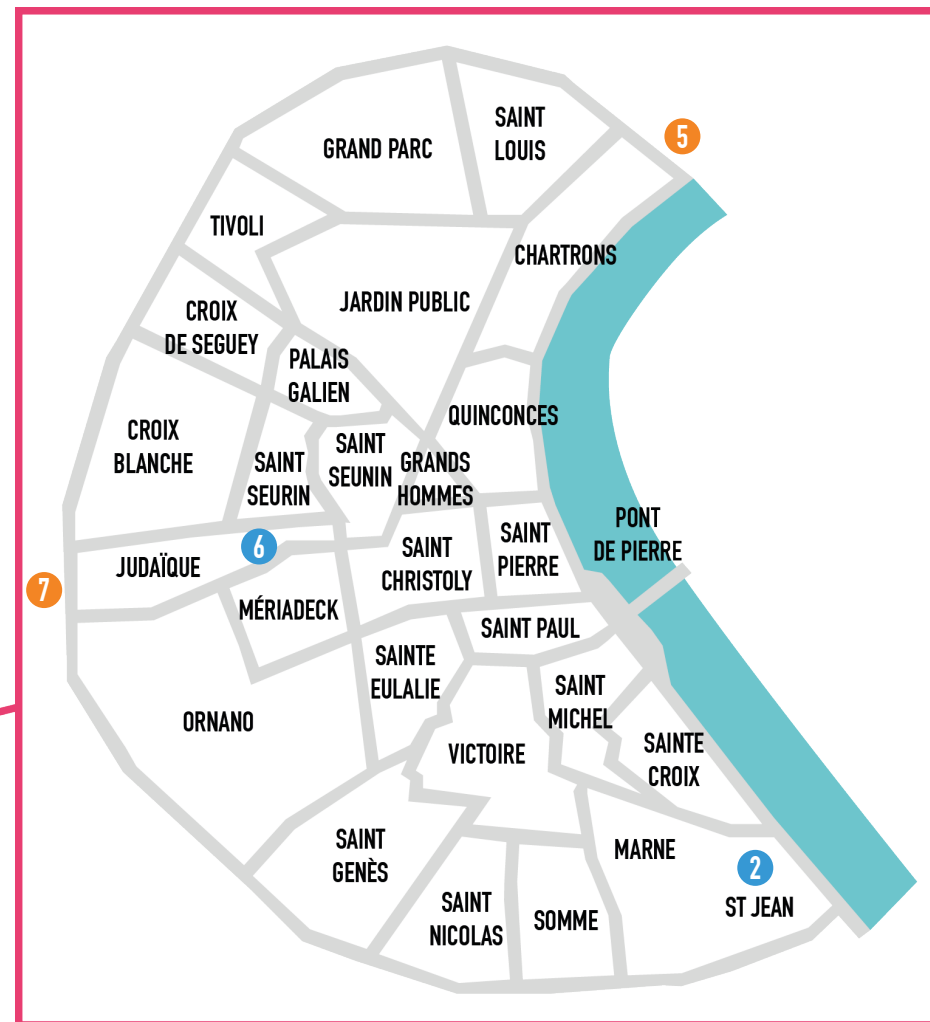 SAINT
LOUIS
5
GRAND PARC
TIVOLI
CHARTRONS
JARDIN PUBLIC
CROIX
DE SEGUEY
PALAIS
GALIEN
QUINCONCES
CROIX
BLANCHE
SAINT
SEURIN
SAINT
SEUNIN
GRANDS
HOMMES
PONT
DE PIERRE
SAINT
PIERRE
6
SAINT
CHRISTOLY
JUDAÏQUE
7
MÉRIADECK
SAINT PAUL
SAINTE
EULALIE
SAINT
MICHEL
ORNANO
VICTOIRE
SAINTE
CROIX
SAINT
GENÈS
MARNE
2
ST JEAN
SAINT
NICOLAS
SOMME